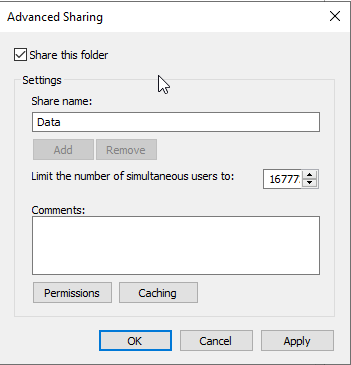 Advanced Sharing
Share this folder
Settings
Share name:
Data
Add Remove
Limit the number of simultaneous users to: 16777
Comments:
Permissions Caching
OK Cancel Apply